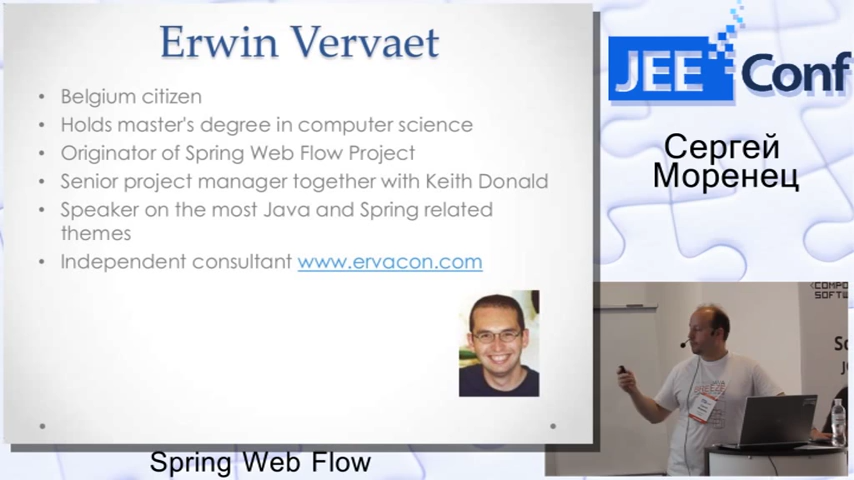 Erwin Vervaet
• Belgium citizen
• Holds master's degree in computer science
• Originator of Spring Web Flow Project
• Senior project manager together with Keith Donald
• Speaker on the most Java and Spring related
themes
• Independent consultant www.ervacon.com
JEE Conf
Сергей
Моренец
Spring Web Flow